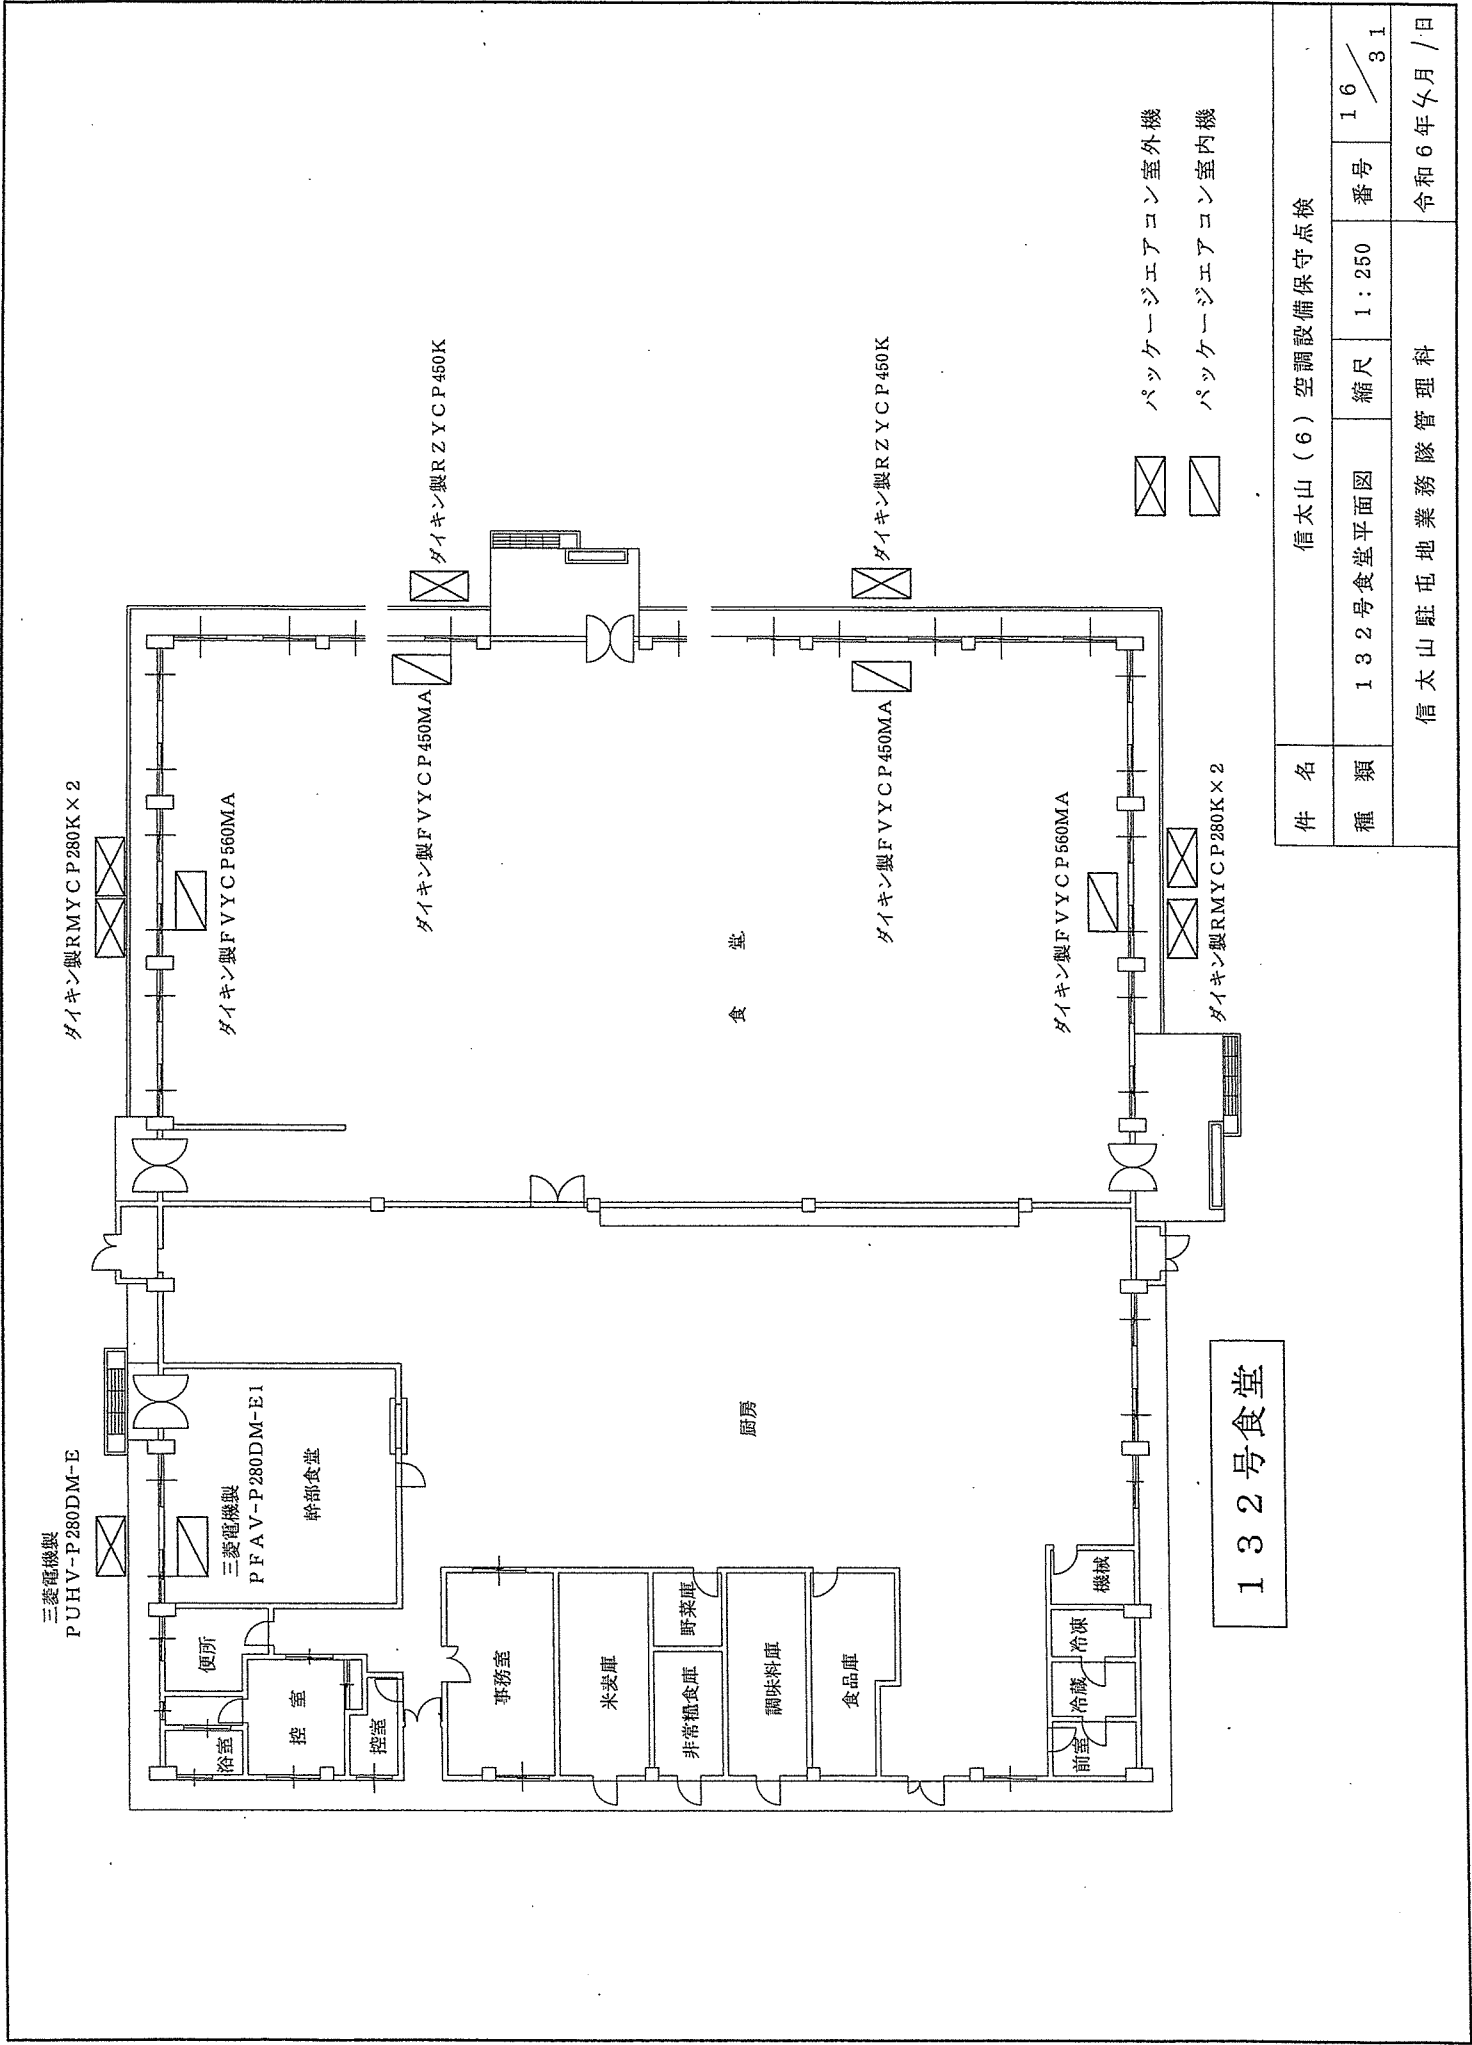 三菱電機製
PUHV-P280DM-E
ダイキン製RMYCP280K×2
三菱電機製
PFAV-P280DM-E1
ダイキン製FVYCP560MA
便所
浴室
控 室
控室
幹部食堂
ダイキン製FVYCP450MA
ダイキン製RZYCP450K
事務室
米麦庫
野菜庫
非常糧食庫
調味料庫
食品庫
厨房
食 堂
ダイキン製FVYCP450MA
ダイキン製RZYCP450K
ダイキン製FVYCP560MA
ダイキン製RMYCP280K×2
前室
冷蔵
冷凍
機械
132号食堂
パッケージエアコン室外機
パッケージエアコン室内機
件 名 信太山(6)空調設備保守点検
種 類 132号食堂平面図 縮尺 1:250 番号 16/31
信太山駐屯地業務隊管理科 令和6年4月1日